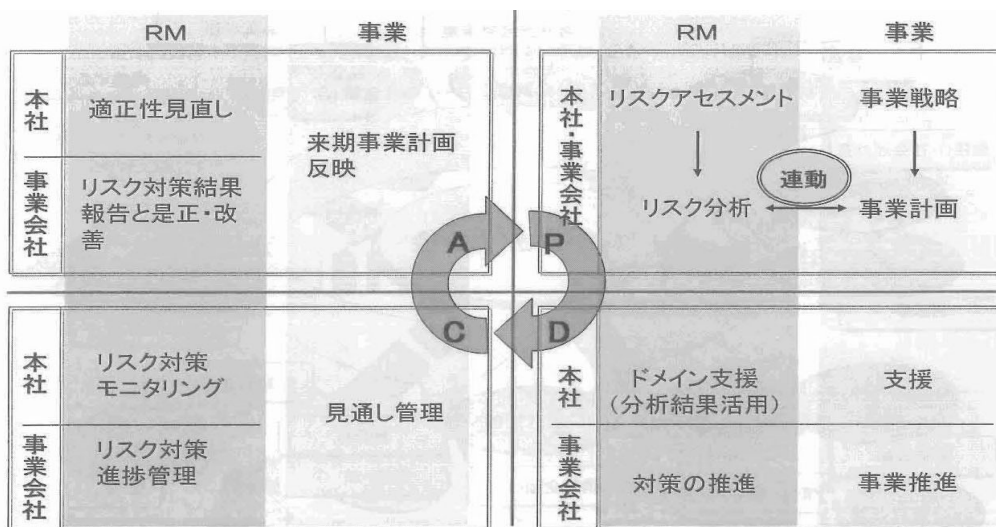 RM
事業
本社
適正性見直し
事業会社
リスク対策結果
報告と是正・改
善
来期事業計画
反映
RM
事業
本社・事業会社
リスクアセスメント
事業戦略
連動
リスク分析
事業計画
A
P
C
D
本社
リスク対策
モニタリング
事業会社
リスク対策
進捗管理
見通し管理
本社
ドメイン支援
(分析結果活用)
支援
事業会社
対策の推進
事業推進